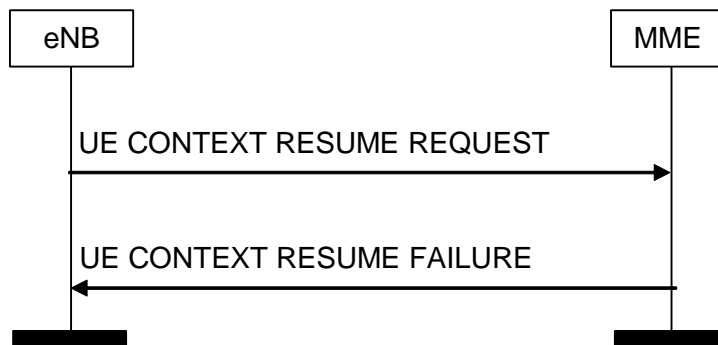 eNB
MME
UE CONTEXT RESUME REQUEST
UE CONTEXT RESUME FAILURE